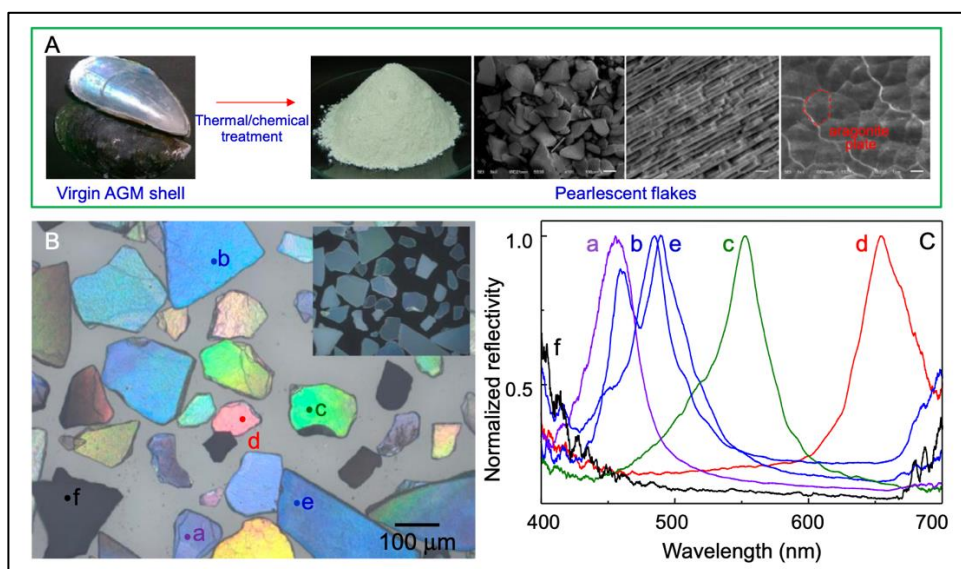 A
Thermal/chemical
treatment
aragonite
plate
Virgin AGM shell
Pearlescent flakes
B
b
c
d
f
e
a
100 μm
a
b
e
c
d
C
f
1.0
0.5
Normalized reflectivity
400
500
600
700
Wavelength (nm)